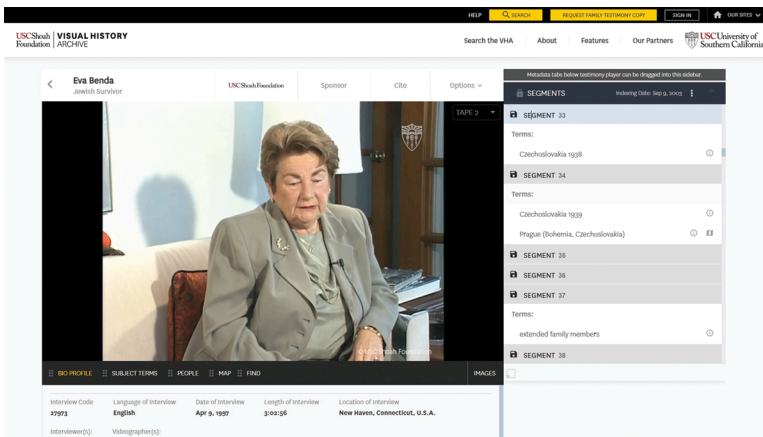 HELP SEARCH REQUEST FAMILY TESTIMONY COPY SIGN IN OUR SITES
USC Shoah Foundation VISUAL HISTORY ARCHIVE
Search the VHA About Features Our Partners
USC University of Southern California
Eva Benda
Jewish Survivor
USC Shoah Foundation Sponsor Cite Options
TAPE 2
© USC Shoah Foundation
BIO PROFILE SUBJECT TERMS PEOPLE MAP FIND IMAGES
Interview Code Language of Interview Date of Interview Length of Interview Location of Interview
27973 English Apr 9, 1997 3:02:56 New Haven, Connecticut, U.S.A.
Interviewer(s): Videographer(s):
Metadata tabs below testimony player can be dragged into this sidebar.
SEGMENTS Indexing Date: Sep 9, 2003
SEGMENT 33
Terms:
Czechoslovakia 1938
SEGMENT 34
Terms:
Czechoslovakia 1939
Prague (Bohemia, Czechoslovakia)
SEGMENT 35
SEGMENT 36
SEGMENT 37
Terms:
extended family members
SEGMENT 38